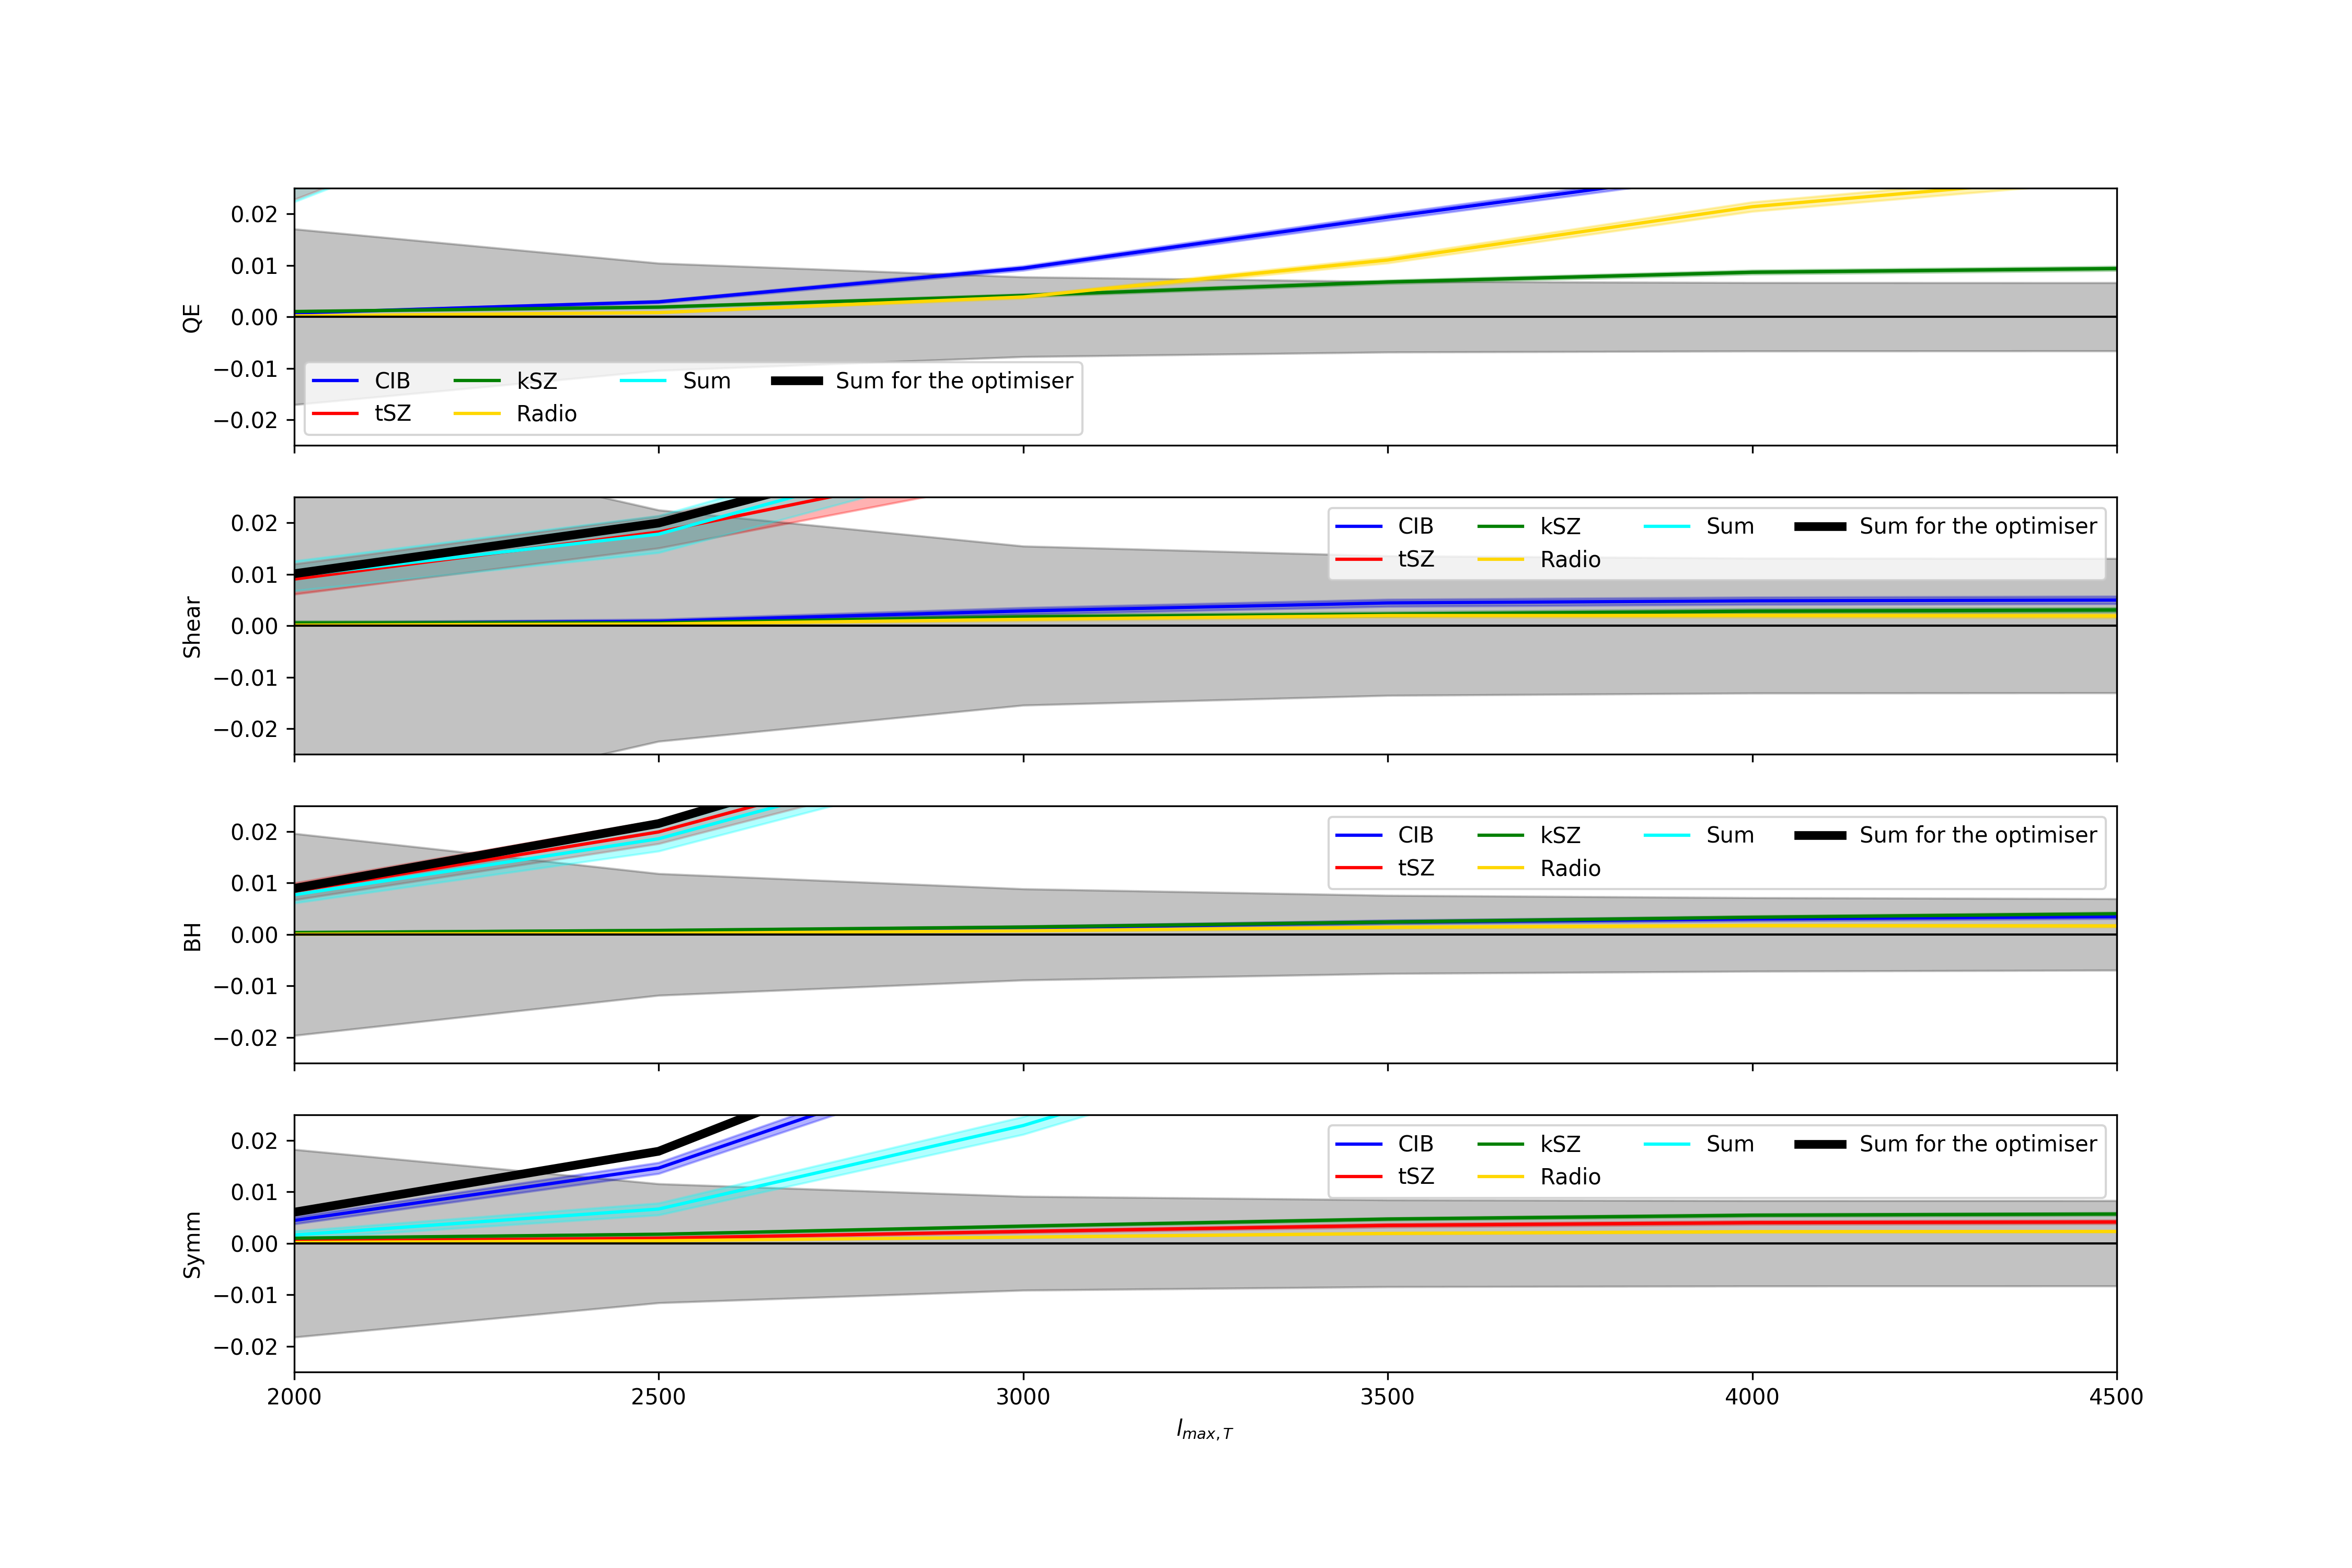 QE
0.02
0.01
0.00
−0.01
−0.02
CIB kSZ Sum Sum for the optimiser
tSZ Radio
Shear
0.02
0.01
0.00
−0.01
−0.02
CIB kSZ Sum Sum for the optimiser
tSZ Radio
BH
0.02
0.01
0.00
−0.01
−0.02
CIB kSZ Sum Sum for the optimiser
tSZ Radio
Symm
0.02
0.01
0.00
−0.01
−0.02
CIB kSZ Sum Sum for the optimiser
tSZ Radio
2000 2500 3000 3500 4000 4500
lmax, T